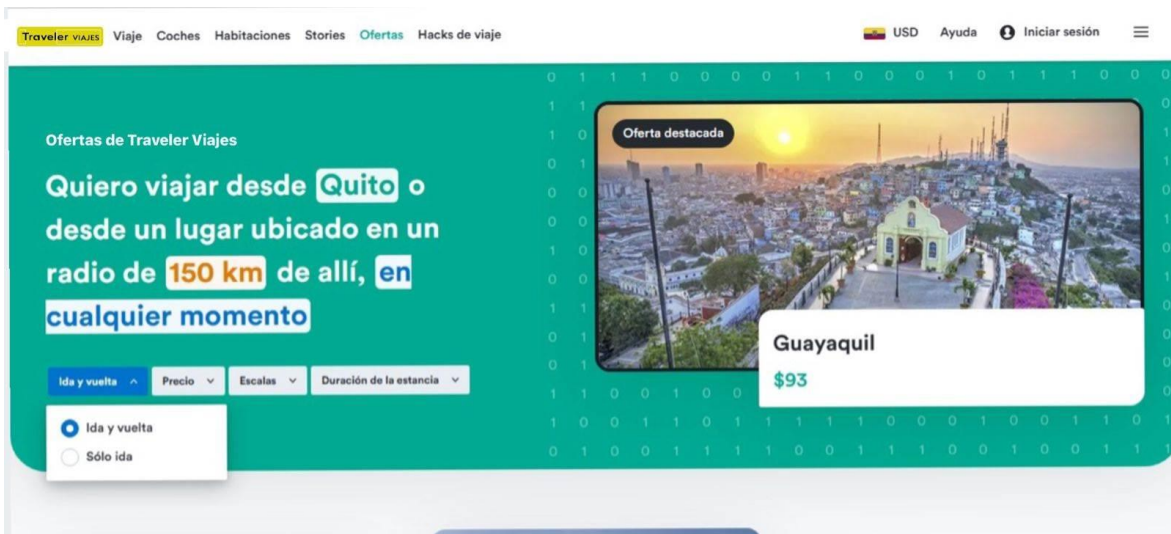 Traveler VIAJES Viaje Coches Habitaciones Stories Ofertas Hacks de viaje USD Ayuda Iniciar sesión
Ofertas de Traveler Viajes
Quiero viajar desde Quito o
desde un lugar ubicado en un
radio de 150 km de allí, en
cualquier momento
Ida y vuelta Precio Escalas Duración de la estancia
Ida y vuelta
Sólo ida
Oferta destacada
Guayaquil
$93